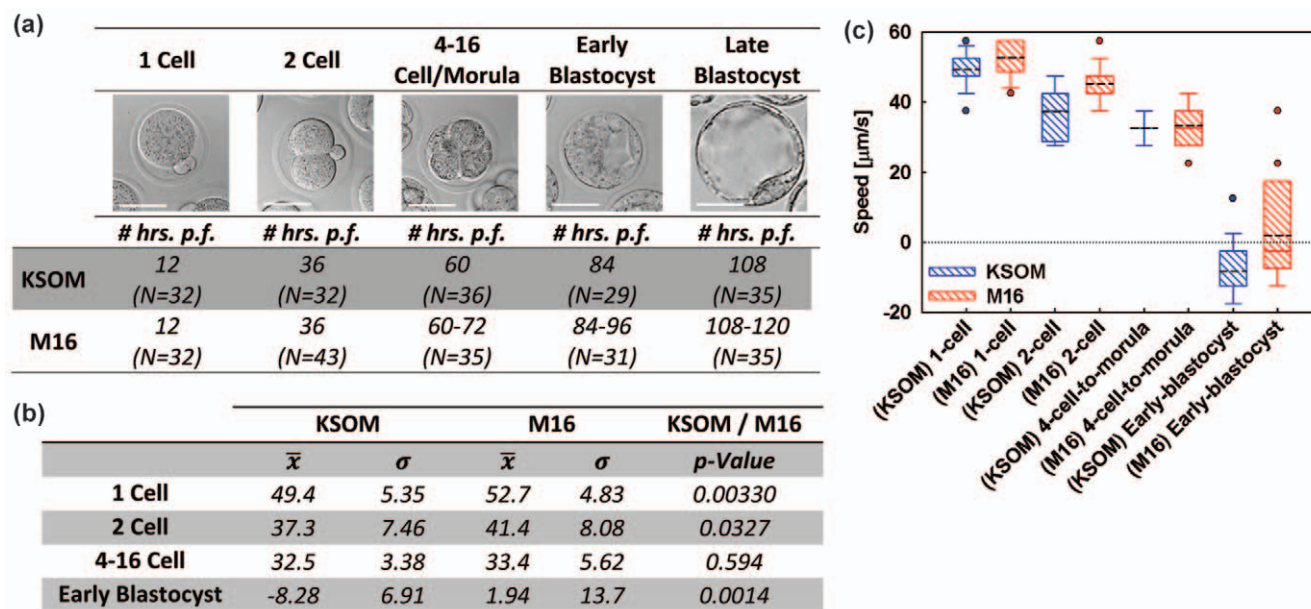 (a)
1 Cell 2 Cell 4-16 Cell/Morula Early Blastocyst Late Blastocyst
# hrs. p.f. # hrs. p.f. # hrs. p.f. # hrs. p.f. # hrs. p.f.
KSOM 12 36 60 84 108
(N=32) (N=32) (N=36) (N=29) (N=35)
M16 12 36 60-72 84-96 108-120
(N=32) (N=43) (N=35) (N=31) (N=35)
(b)
KSOM M16 KSOM / M16
x̅ σ x̅ σ p-Value
1 Cell 49.4 5.35 52.7 4.83 0.00330
2 Cell 37.3 7.46 41.4 8.08 0.0327
4-16 Cell 32.5 3.38 33.4 5.62 0.594
Early Blastocyst -8.28 6.91 1.94 13.7 0.0014
(c)
Speed [µm/s]
60
40
20
0
-20
KSOM
M16
(KSOM) 1-cell
(M16) 1-cell
(KSOM) 2-cell
(M16) 2-cell
(KSOM) 4-cell-to-morula
(M16) 4-cell-to-morula
(KSOM) Early-blastocyst
(M16) Early-blastocyst